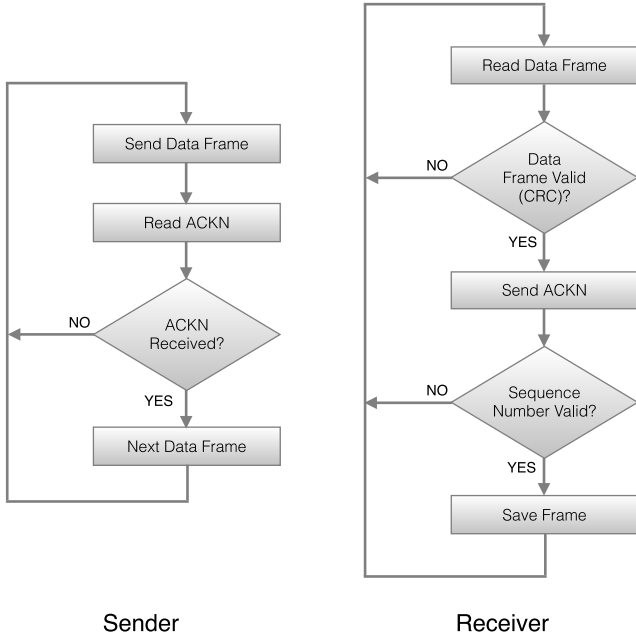 Send Data Frame
Read ACKN
ACKN
Received?
NO
YES
Next Data Frame
Sender
Read Data Frame
Data
Frame Valid
(CRC)?
NO
YES
Send ACKN
Sequence
Number Valid?
NO
YES
Save Frame
Receiver